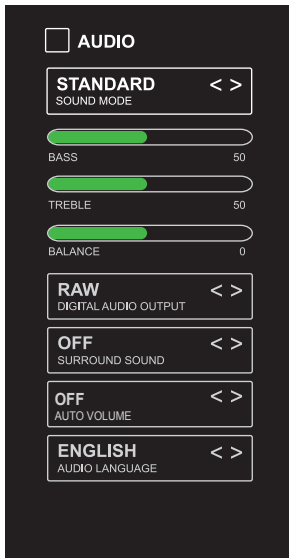 AUDIO
STANDARD < >
SOUND MODE
BASS 50
TREBLE 50
BALANCE 0
RAW < >
DIGITAL AUDIO OUTPUT
OFF < >
SURROUND SOUND
OFF < >
AUTO VOLUME
ENGLISH < >
AUDIO LANGUAGE